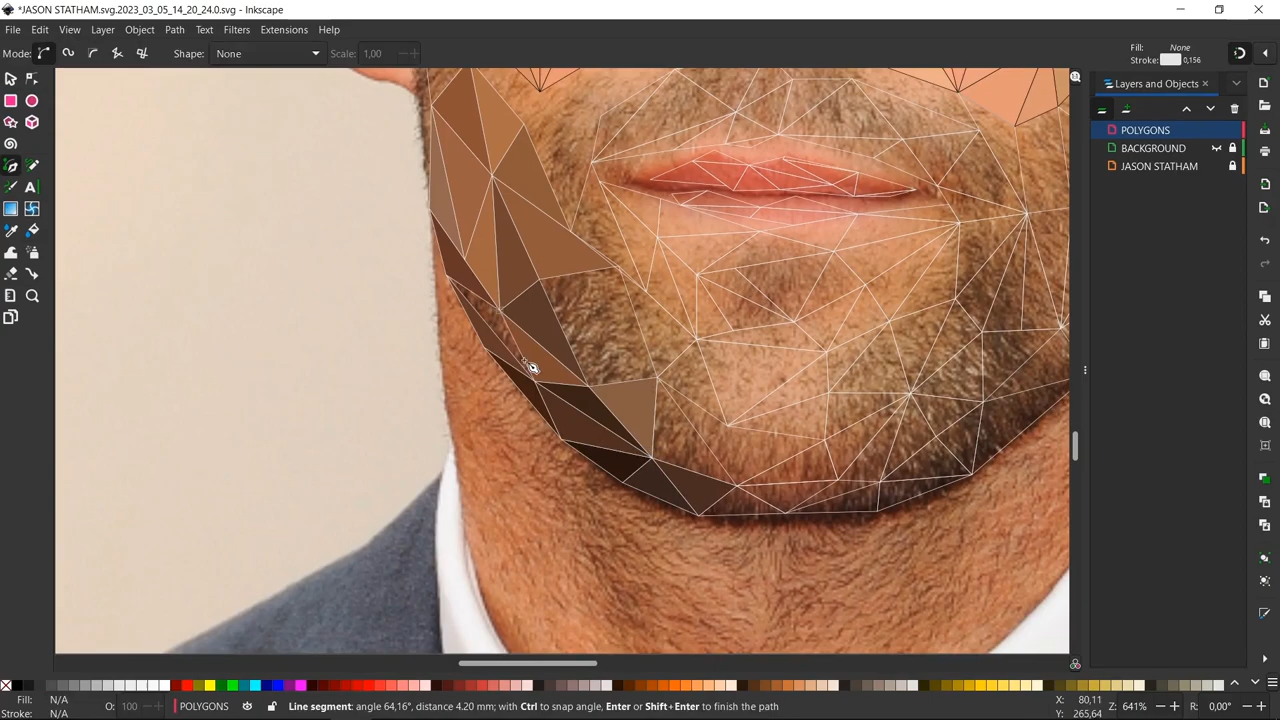 *JASON STATHAM.svg.2023_03_05_14_20_24.0.svg - Inkscape
File Edit View Layer Object Path Text Filters Extensions Help
Mode: Shape: None Scale: 1,00 Fill: None
Stroke: 0,156
Layers and Objects
POLYGONS
BACKGROUND
JASON STATHAM
Fill: N/A
Stroke: N/A
O: 100
POLYGONS
Line segment: angle 64,16°, distance 4.20 mm; with Ctrl to snap angle, Enter or Shift+Enter to finish the path
X: 80,11
Y: 265,64
Z: 641%
R: 0,00°